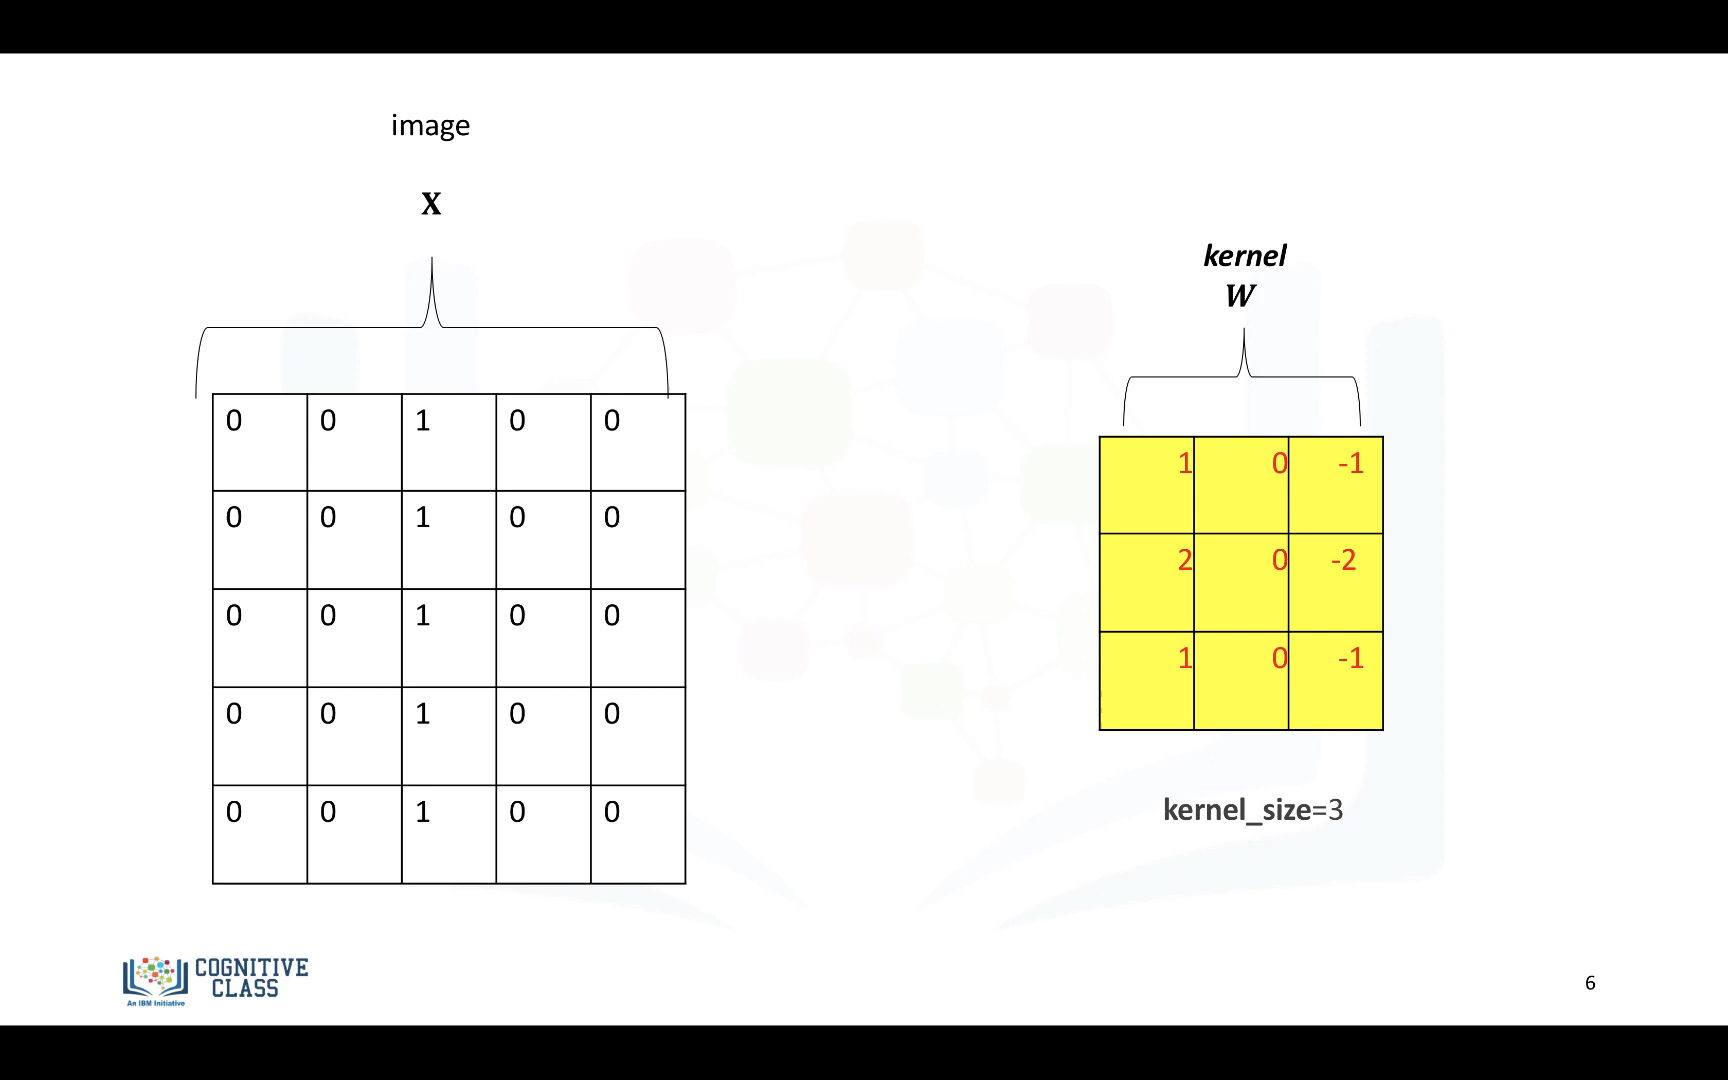 image
X
0 0 1 0 0
0 0 1 0 0
0 0 1 0 0
0 0 1 0 0
0 0 1 0 0
kernel
W
1 0 -1
2 0 -2
1 0 -1
kernel_size=3
COGNITIVE
CLASS
An IBM Initiative
6